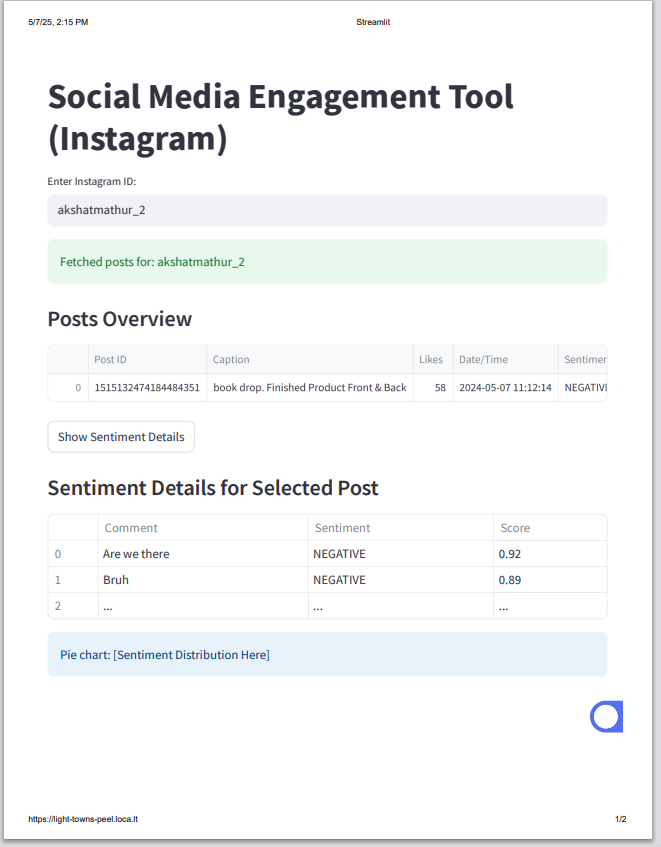 5/7/25, 2:15 PM Streamlit
Social Media Engagement Tool
(Instagram)
Enter Instagram ID:
akshatmathur_2
Fetched posts for: akshatmathur_2
Posts Overview
Post ID Caption Likes Date/Time Sentimen
0 1515132474184484351 book drop. Finished Product Front & Back 58 2024-05-07 11:12:14 NEGATIVE
Show Sentiment Details
Sentiment Details for Selected Post
Comment Sentiment Score
0 Are we there NEGATIVE 0.92
1 Bruh NEGATIVE 0.89
2 ... ... ...
Pie chart: [Sentiment Distribution Here]
https://light-towns-peel.loca.lt 1/2